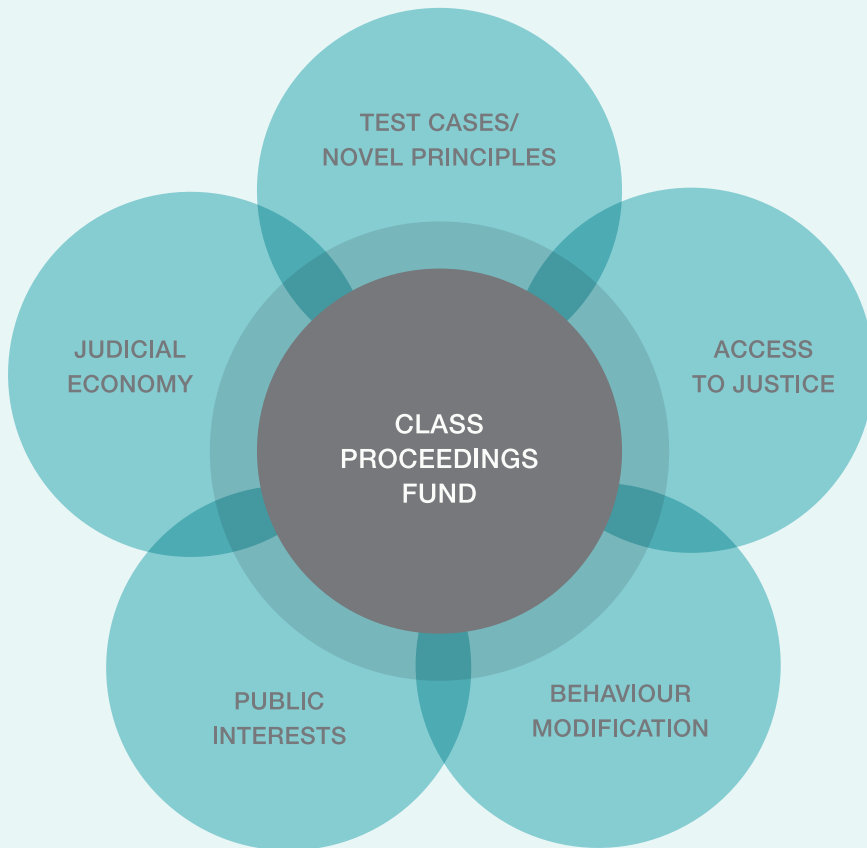 TEST CASES/
NOVEL PRINCIPLES
JUDICIAL
ECONOMY
ACCESS
TO JUSTICE
CLASS
PROCEEDINGS
FUND
PUBLIC
INTERESTS
BEHAVIOUR
MODIFICATION